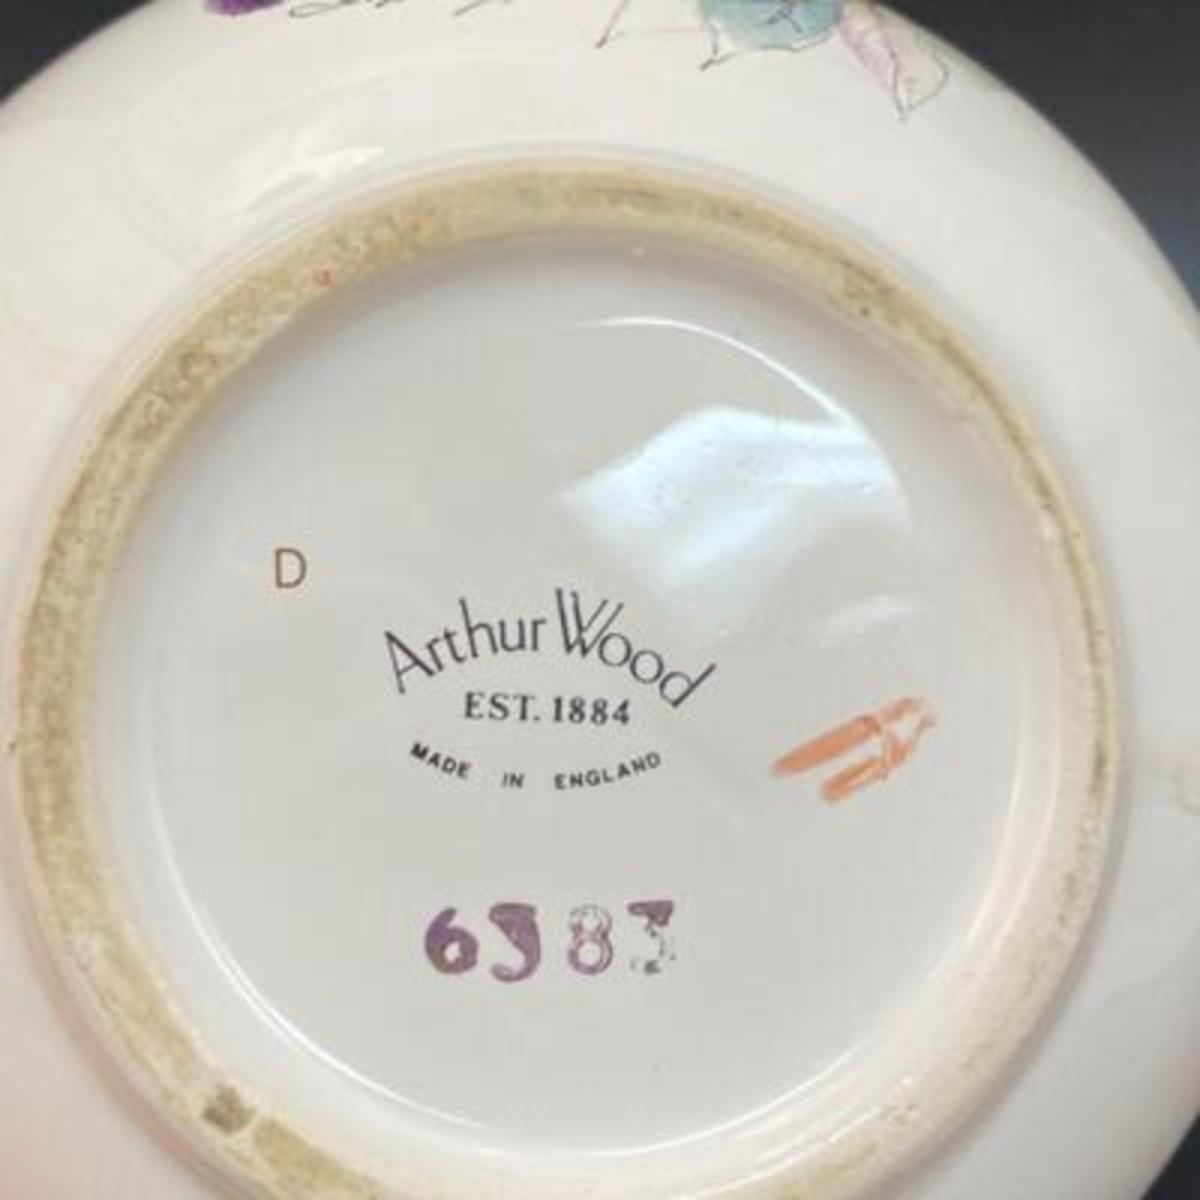 D
Arthur Wood
EST. 1884
MADE IN ENGLAND
6383